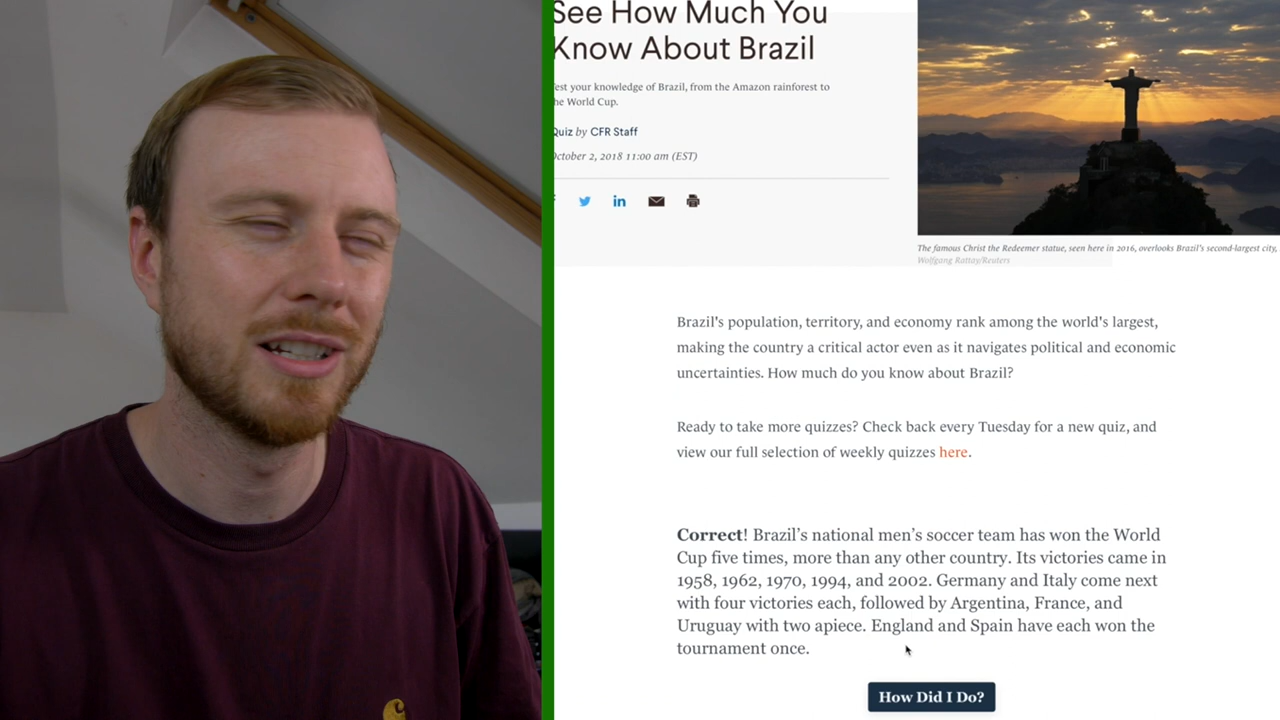 See How Much You
Know About Brazil
est your knowledge of Brazil, from the Amazon rainforest to
he World Cup.
Quiz by CFR Staff
October 2, 2018 11:00 am (EST)
The famous Christ the Redeemer statue, seen here in 2016, overlooks Brazil's second-largest city,
Wolfgang Rattay/Reuters
Brazil's population, territory, and economy rank among the world's largest,
making the country a critical actor even as it navigates political and economic
uncertainties. How much do you know about Brazil?
Ready to take more quizzes? Check back every Tuesday for a new quiz, and
view our full selection of weekly quizzes here.
Correct! Brazil’s national men’s soccer team has won the World
Cup five times, more than any other country. Its victories came in
1958, 1962, 1970, 1994, and 2002. Germany and Italy come next
with four victories each, followed by Argentina, France, and
Uruguay with two apiece. England and Spain have each won the
tournament once.
How Did I Do?